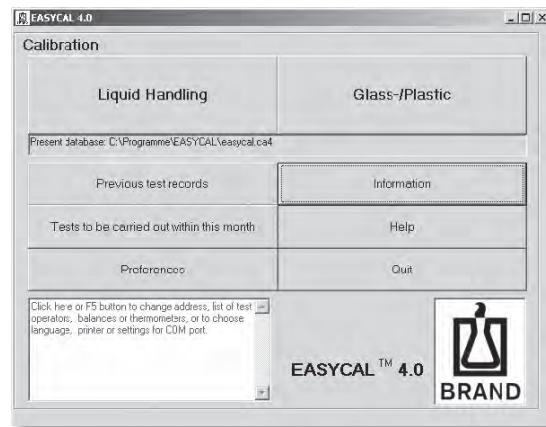 EASYCAL 4.0
Calibration
Liquid Handling
Glass-/Plastic
Present database: C:\Programme\EASYCAL\easycal.ca4
Previous test records
Information
Tests to be carried out within this month
Help
Preferences
Quit
Click here or F5 button to change address, list of test
operators, balances or thermometers, or to choose
language, printer or settings for COM port.
EASYCAL™ 4.0
BRAND